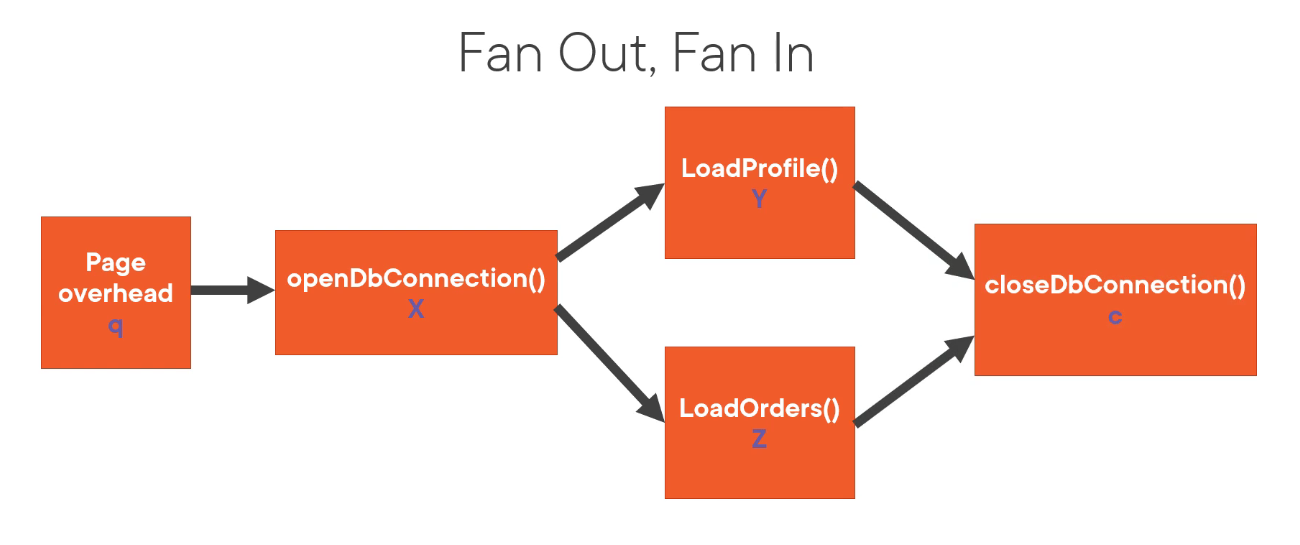 Fan Out, Fan In
Page
overhead
q
openDbConnection()
X
LoadProfile()
Y
LoadOrders()
Z
closeDbConnection()
c